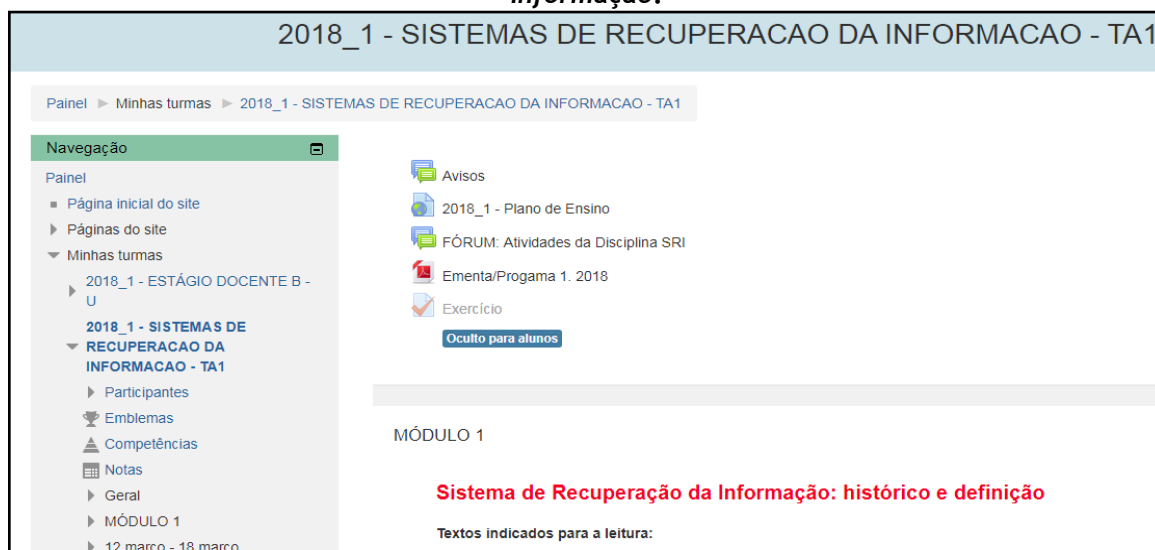 Informação.
2018_1 - SISTEMAS DE RECUPERACAO DA INFORMACAO - TA1
Painel ► Minhas turmas ► 2018_1 - SISTEMAS DE RECUPERACAO DA INFORMACAO - TA1
Navegação
Painel
Página inicial do site
Páginas do site
Minhas turmas
2018_1 - ESTÁGIO DOCENTE B -
U
2018_1 - SISTEMAS DE
RECUPERACAO DA
INFORMACAO - TA1
Participantes
Emblemas
Competências
Notas
Geral
MÓDULO 1
12 março - 18 março
Avisos
2018_1 - Plano de Ensino
FÓRUM: Atividades da Disciplina SRI
Ementa/Progama 1. 2018
Exercício
Oculto para alunos
MÓDULO 1
Sistema de Recuperação da Informação: histórico e definição
Textos indicados para a leitura: